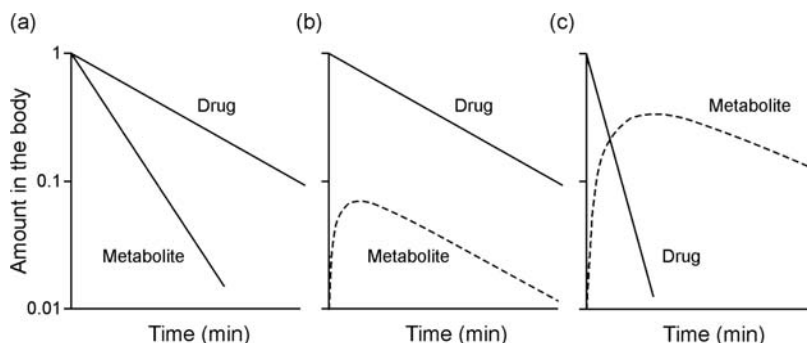 (a)
(b)
(c)
Amount in the body
1
0.1
0.01
Drug
Metabolite
Time (min)
Drug
Metabolite
Time (min)
Metabolite
Drug
Time (min)